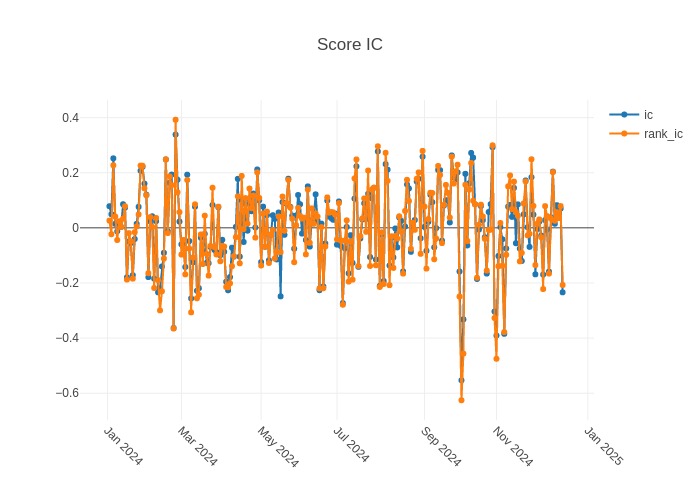 Score IC
ic
rank_ic
0.4
0.2
0
−0.2
−0.4
−0.6
Jan 2024
Mar 2024
May 2024
Jul 2024
Sep 2024
Nov 2024
Jan 2025